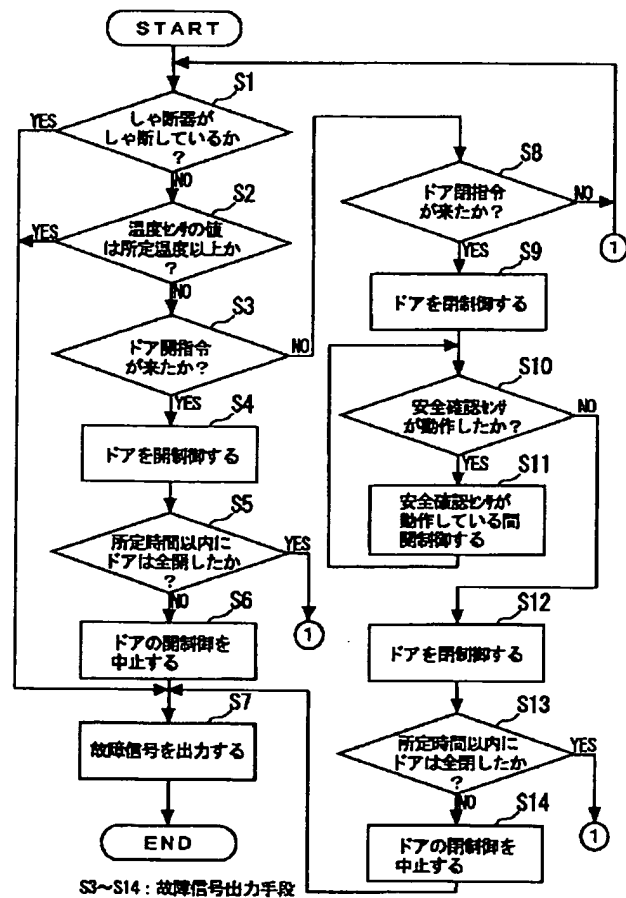 START
S1
しゃ断器が
しゃ断しているか
?
YES
NO
S2
温度センサの値
は所定温度以上か
?
YES
NO
S3
ドア開指令
が来たか?
NO
YES
S4
ドアを開制御する
S5
所定時間以内に
ドアは全閉したか
?
YES
NO
1
S6
ドアの開制御を
中止する
S7
故障信号を出力する
END
S8
ドア閉指令
が来たか?
NO
YES
1
S9
ドアを閉制御する
S10
安全確認センサ
が動作したか?
NO
YES
S11
安全確認センサが
動作している間
開制御する
S12
ドアを閉制御する
S13
所定時間以内に
ドアは全閉したか
?
YES
NO
1
S14
ドアの閉制御を
中止する
S3~S14:故障信号出力手段